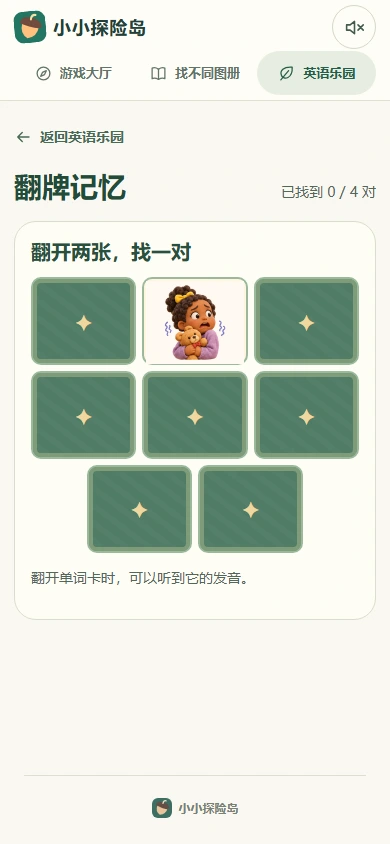 小小探险岛
游戏大厅
找不同图册
英语乐园
返回英语乐园
翻牌记忆
已找到 0 / 4 对
翻开两张，找一对
翻开单词卡时，可以听到它的发音。
小小探险岛